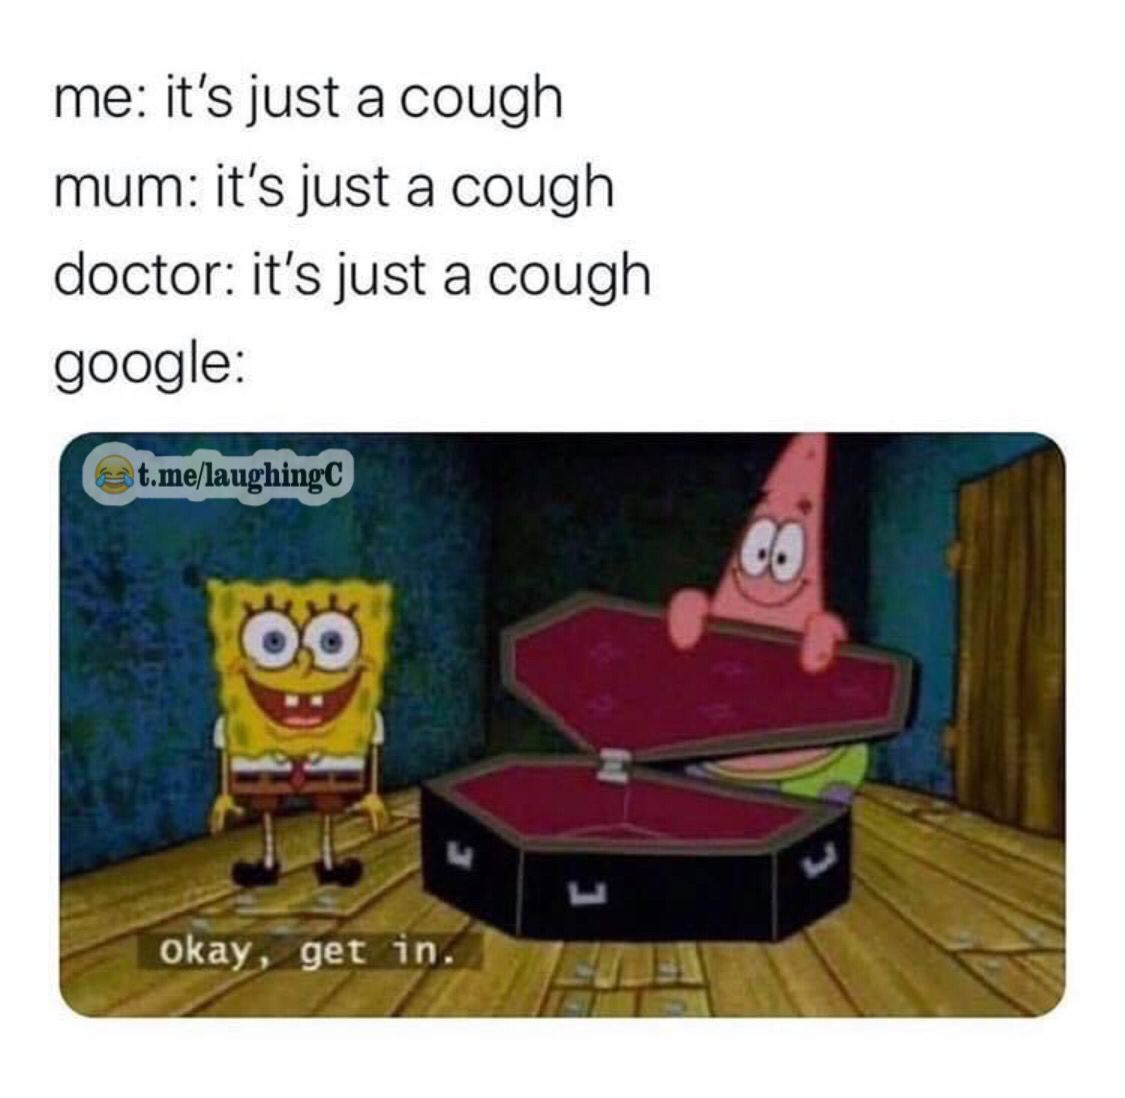 me: it's just a cough
mum: it's just a cough
doctor: it's just a cough
google:
😂t.me/laughingC
okay, get in.